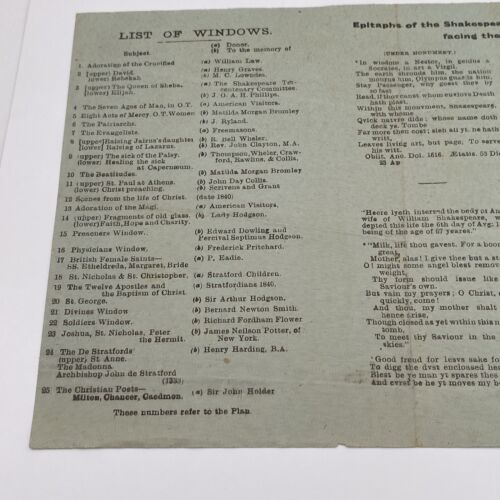 LIST OF WINDOWS.
Subject. (a) Donor.
(b) To the memory of
1 Adoration of the Crucified (a) William Law.
2 [upper) David (a) Henry Graves.
(lower) Rebekah (b) M. C. Lowndes.
3 [upper) The Queen of Sheba. (a) The Shakespeare Ter-
(lower) Elijah. centenary Committee.
(b) J. O. A. H. Phillips.
4 The Seven Ages of Man, in O.T. (a) American Visitors.
5 Eight Acts of Mercy, O.T. Women (b) Matilda Morgan Bromley
6 The Patriarchs. (b) J. Ryland.
7 The Evangelists. (a) Freemasons.
8 [upper) Raising Jairus's daughter (b) R. Bell Wheler.
(lower) Raising of Lazarus. (b) Rev. John Clayton, M.A.
9 [upper) The sick of the Palsy. (b) Thompson, Wheler, Craw-
(lower) Healing the sick ford, Rawlins, & Collis,
at Capernaum.
10 The Beatitudes. (b) Matilda Morgan Bromley
11 (upper) St. Paul at Athens. (b) John Day Collis.
(lower) Christ preaching. (b) Scrivens and Grant
12 Scenes from the life of Christ. (date 1840)
13 Adoration of the Magi. (a) American Visitors,
14 (upper) Fragments of old glass. (b) Lady Hodgson.
(lower) Faith, Hope and Charity.
15 Preseners Window. (b) Edward Dowling and
Percival Septimus Hodgson.
16 Physicians Window. (b) Frederick Pritchard.
17 British Female Saints— (a) P. Eadie.
SS. Etheldreda, Margaret, Bride
18 St. Nicholas & St. Christopher, (a) Stratford Children.
19 The Twelve Apostles and (a) Stratfordians 1840.
the Baptism of Christ
20 St. George. (b) Sir Arthur Hodgson.
21 Divines Window (b) Bernard Newton Smith
22 Soldiers Window. (b) Richard Fordham Flower
23 Joshua, St. Nicholas, Peter (b) James Neilson Potter, of
the Hermit. New York.
24 The De Stratfords (b) Henry Harding, B.A.
(upper) St. Anne.
The Madonna.
Archbishop John de Stratford
25 The Christian Poets— (a) Sir John Holder
Milton, Chaucer, Caedmon.
These numbers refer to the Plan.
Epitaphs of the Shakespea
facing the
(UNDER MONUMENT.)
"In wisdom a Nestor, in genius a
Socrates, in art a Virgil.
The earth shrouds him, the nation
mourns him, Olympus guards him
Stay Passenger, why goest thou by
so fast
Read, if thou canst, whom envious Death
hath plast.
Within this monument, Shakespeare,
with whome
Qvick natvre dide: whose name doth
deck ys. Tombe
Far more then cost; sieh all yt. he hath
writt,
Leaves living art, bvt page. To serve
his witt.
Obiit. Ano. Dol. 1616. Ætatis. 53 Die
23 Ap
"Heere lyeth interred the body of An
wife of William Shakespeare, w
depted this life the 6th day of Avg. 1
being of the age of 67 yeares."
"Milk, life thou gavest. For a boon
great,
Mother, alas! I give thee but a st
O! might some angel blest remov
weight,
Thy form should issue like
Saviour's own.
But vain my prayers; O Christ,
quickly, come!
And thou, my mother shalt
hence arise,
Though closed as yet within this n
tomb,
To meet thy Saviour in the
skies."
'Good frend for Iesvs sake for
To digg the dvst encloased hea
Blest be ye man yt spares thes
And cvrst be he yt moves my b